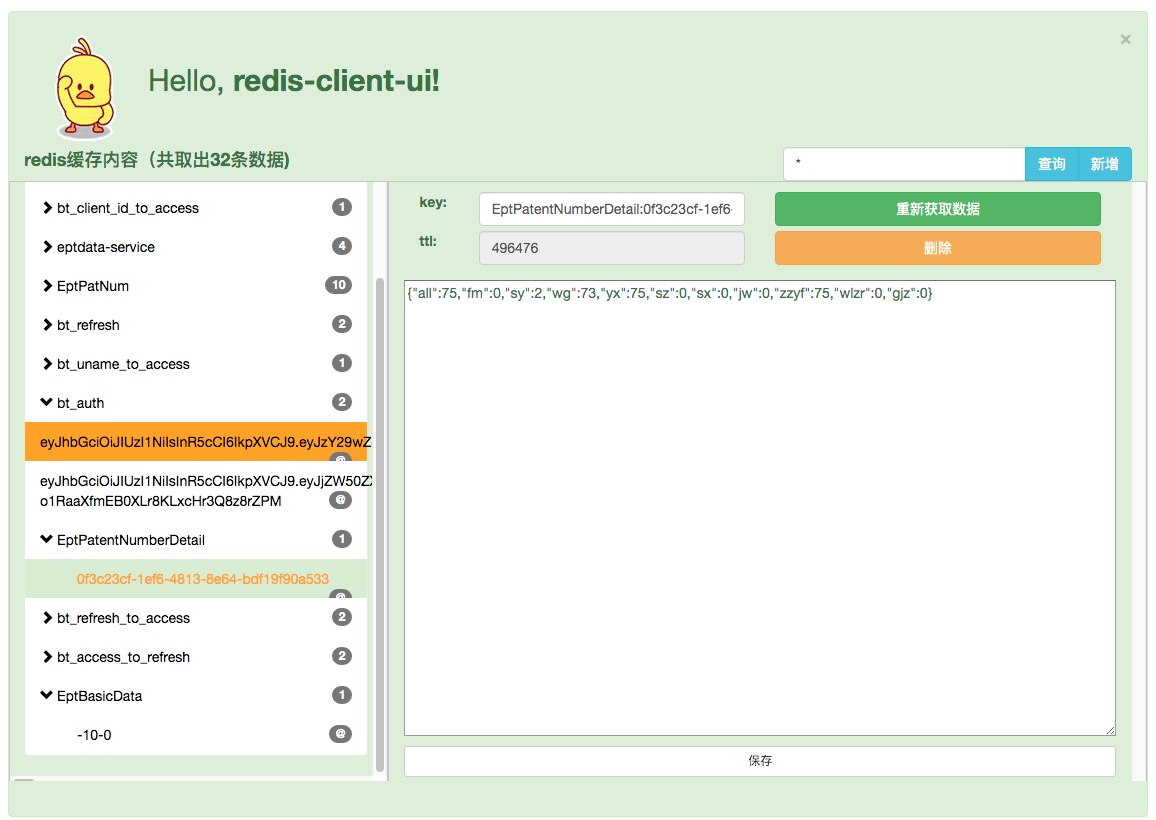 ×
Hello, redis-client-ui!
redis缓存内容（共取出32条数据)
*
查询
新增
bt_client_id_to_access 1
eptdata-service 4
EptPatNum 10
bt_refresh 2
bt_uname_to_access 1
bt_auth 2
eyJhbGciOiJIUzI1NiIsInR5cCI6IkpXVCJ9.eyJzY29wZ
@
eyJhbGciOiJIUzI1NiIsInR5cCI6IkpXVCJ9.eyJjZW50ZX
o1RaaXfmEB0XLr8KLxcHr3Q8z8rZPM @
EptPatentNumberDetail 1
0f3c23cf-1ef6-4813-8e64-bdf19f90a533
@
bt_refresh_to_access 2
bt_access_to_refresh 2
EptBasicData 1
-10-0 @
key: EptPatentNumberDetail:0f3c23cf-1ef6- 重新获取数据
ttl: 496476 删除
{"all":75,"fm":0,"sy":2,"wg":73,"yx":75,"sz":0,"sx":0,"jw":0,"zzyf":75,"wlzr":0,"gjz":0}
保存